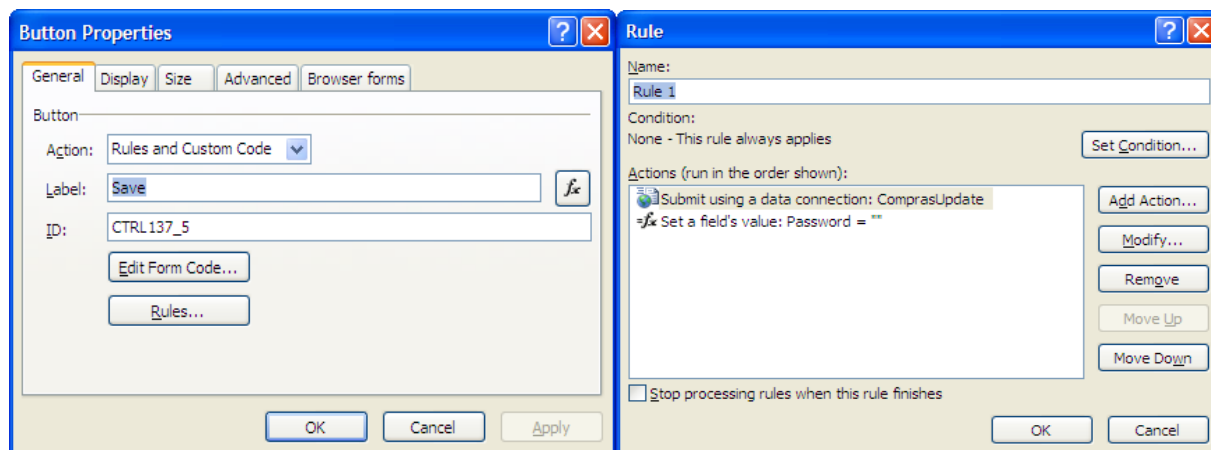 Button Properties
General Display Size Advanced Browser forms
Button
Action: Rules and Custom Code
Label: Save
fx
ID: CTRL137_5
Edit Form Code...
Rules...
OK Cancel Apply
Rule
Name:
Rule 1
Condition:
None - This rule always applies
Set Condition...
Actions (run in the order shown):
Submit using a data connection: ComprasUpdate
=fx Set a field's value: Password = ""
Add Action...
Modify...
Remove
Move Up
Move Down
Stop processing rules when this rule finishes
OK Cancel